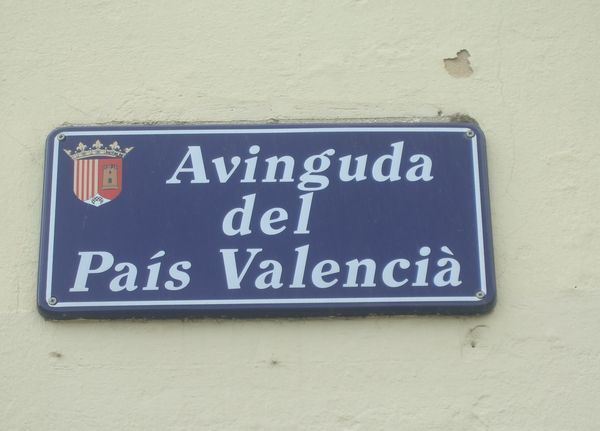 Avinguda
del
País Valencià